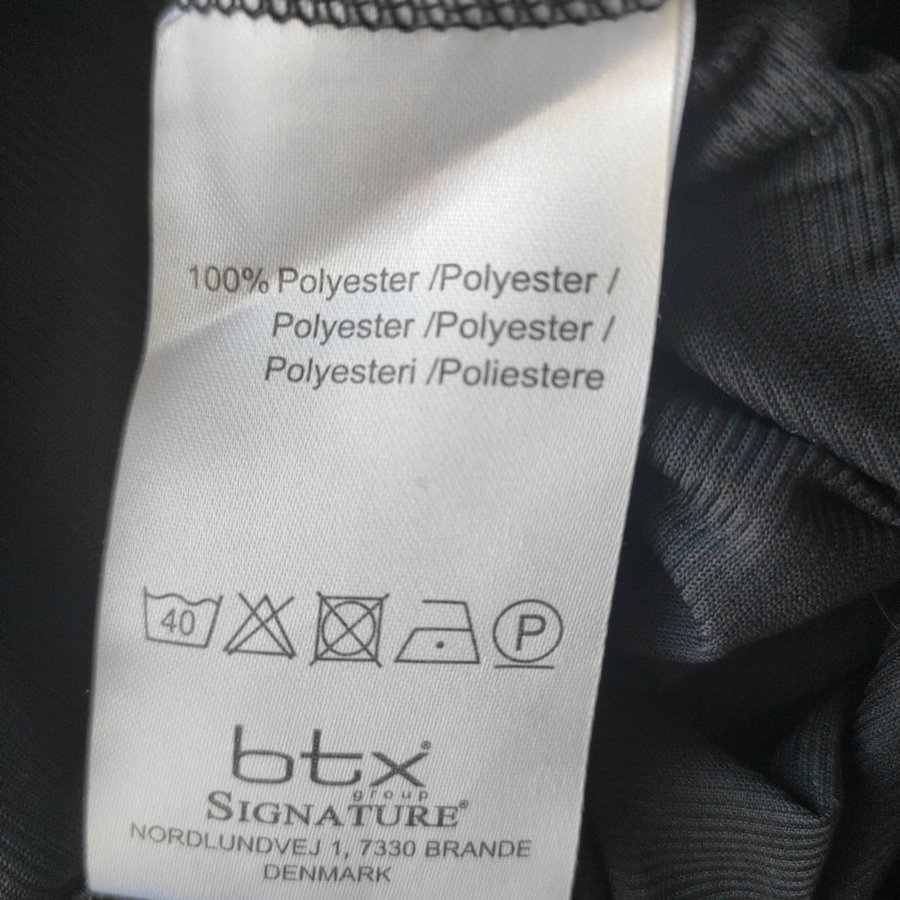 100% Polyester /Polyester /
Polyester /Polyester /
Polyesteri /Poliestere
40 P
btx®
group
SIGNATURE®
NORDLUNDVEJ 1, 7330 BRANDE
DENMARK